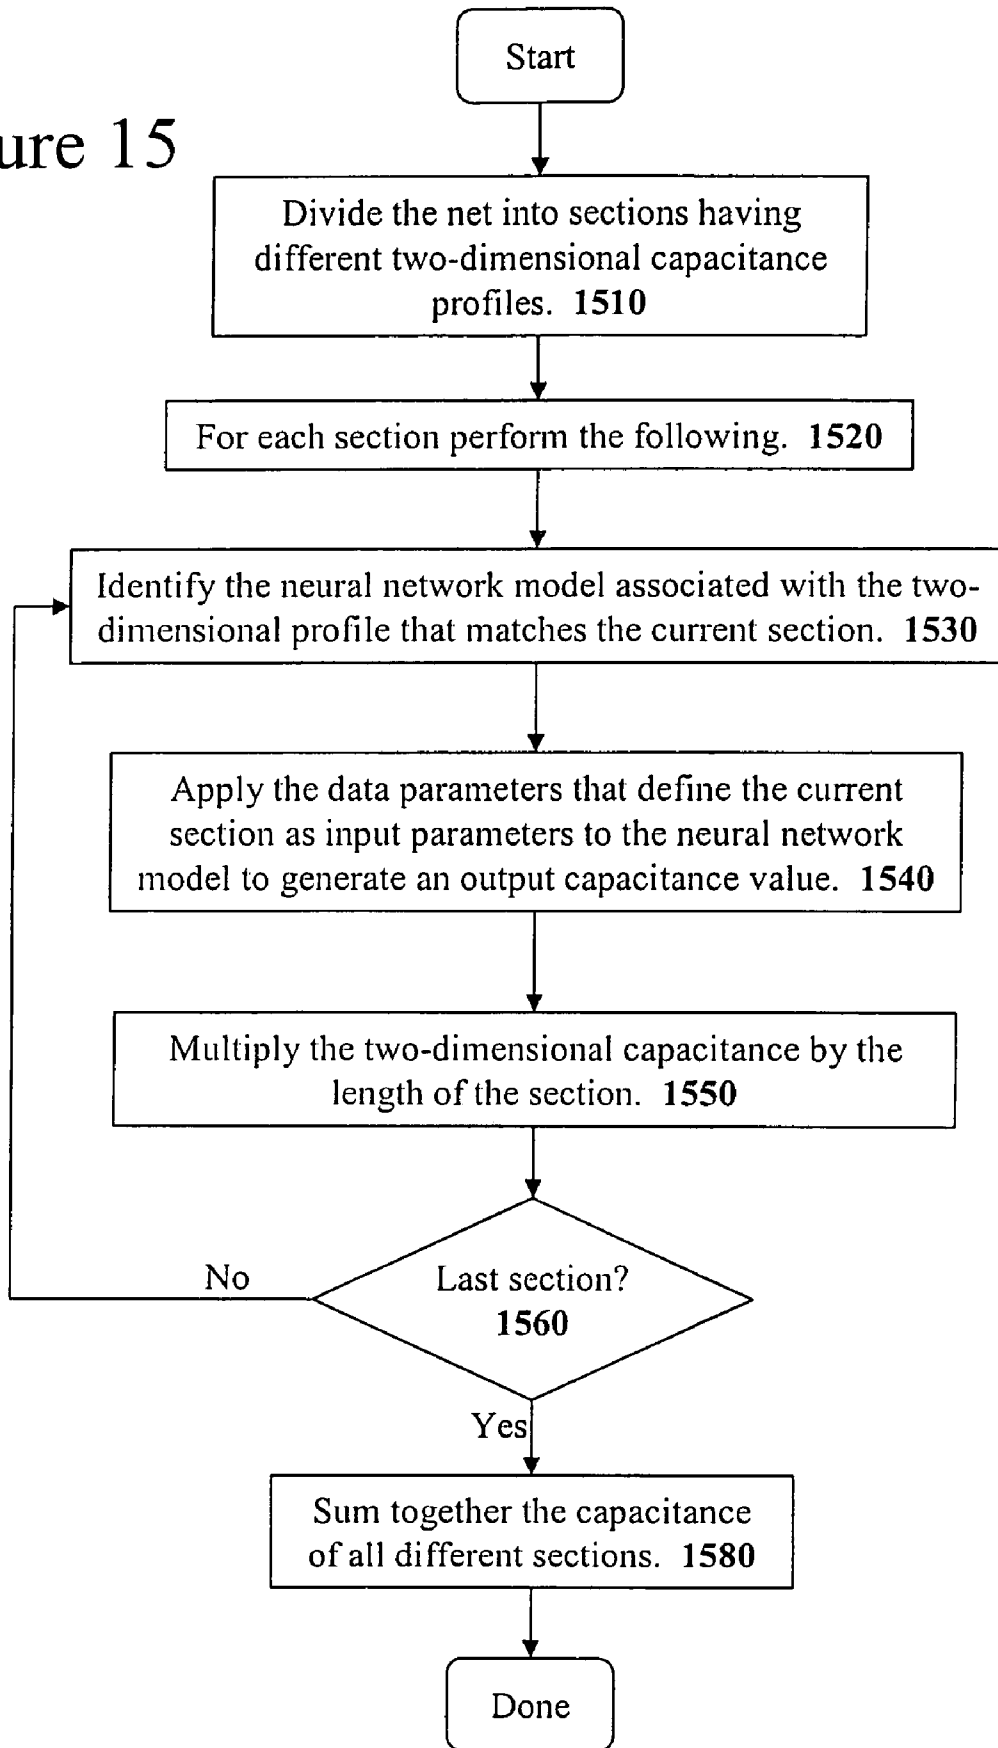 Start
ure 15
Divide the net into sections having
different two-dimensional capacitance
profiles. 1510
For each section perform the following. 1520
Identify the neural network model associated with the two-
dimensional profile that matches the current section. 1530
Apply the data parameters that define the current
section as input parameters to the neural network
model to generate an output capacitance value. 1540
Multiply the two-dimensional capacitance by the
length of the section. 1550
No
Last section?
1560
Yes
Sum together the capacitance
of all different sections. 1580
Done